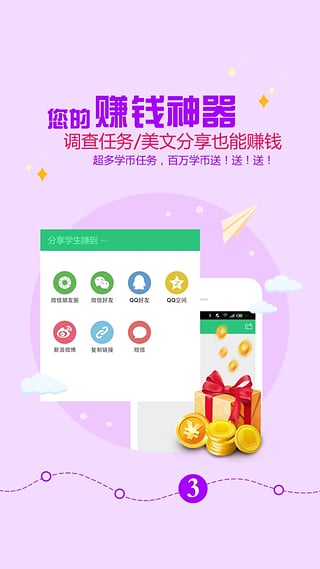 您的赚钱神器
调查任务/美文分享也能赚钱
超多学币任务，百万学币送！送！送！
分享学生赚到 ...
微信朋友圈 微信好友 QQ好友 QQ空间
新浪微博 复制链接 短信
¥
3